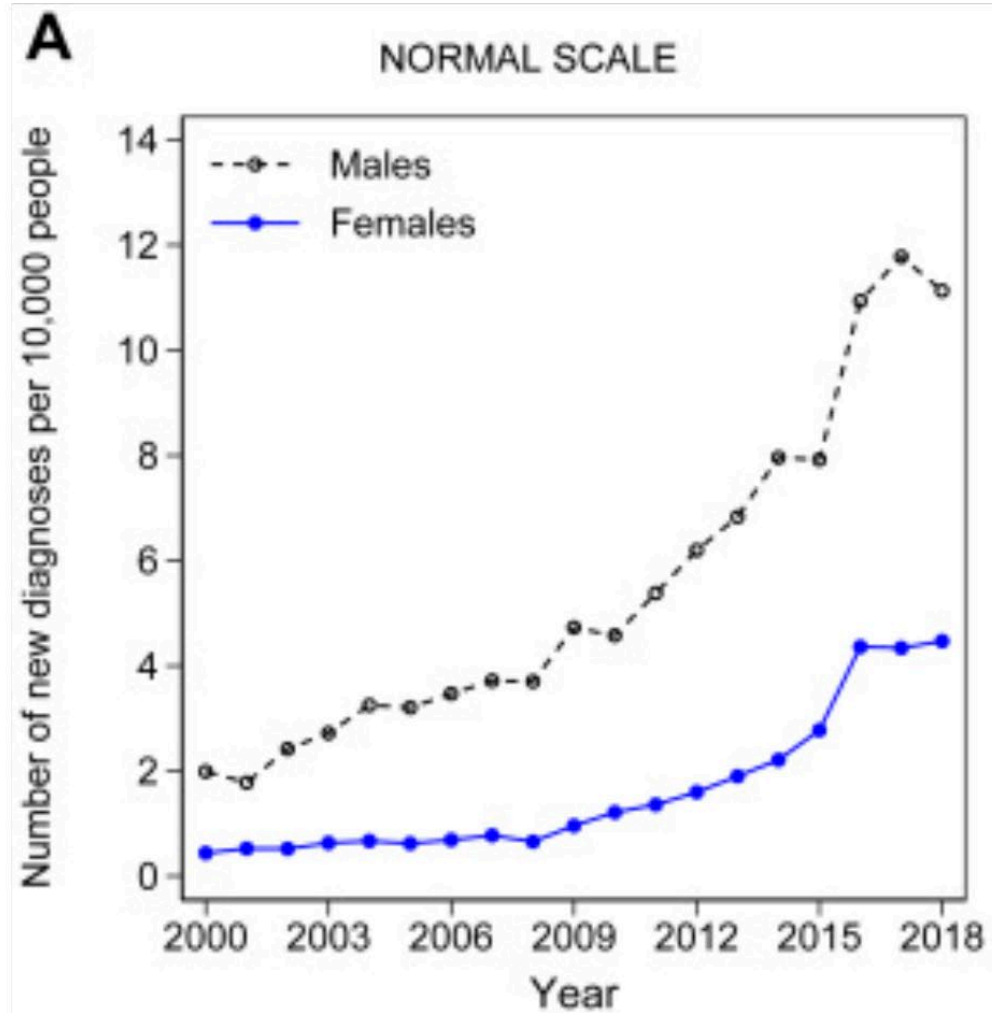 A
NORMAL SCALE
Number of new diagnoses per 10,000 people
14
12
10
8
6
4
2
0
Males
Females
2000 2003 2006 2009 2012 2015 2018
Year